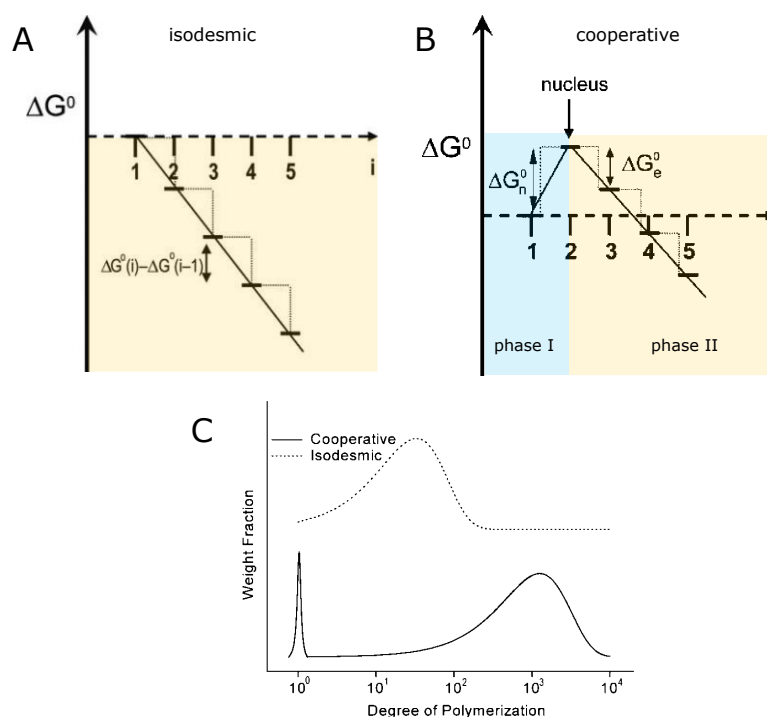 A
isodesmic
ΔG⁰
1 2 3 4 5 i
ΔG⁰(i)−ΔG⁰(i−1)
B
cooperative
nucleus
ΔG⁰
ΔG⁰ₙ
ΔG⁰ₑ
1 2 3 4 5
phase I
phase II
C
Cooperative
Isodesmic
Weight Fraction
10⁰ 10¹ 10² 10³ 10⁴
Degree of Polymerization